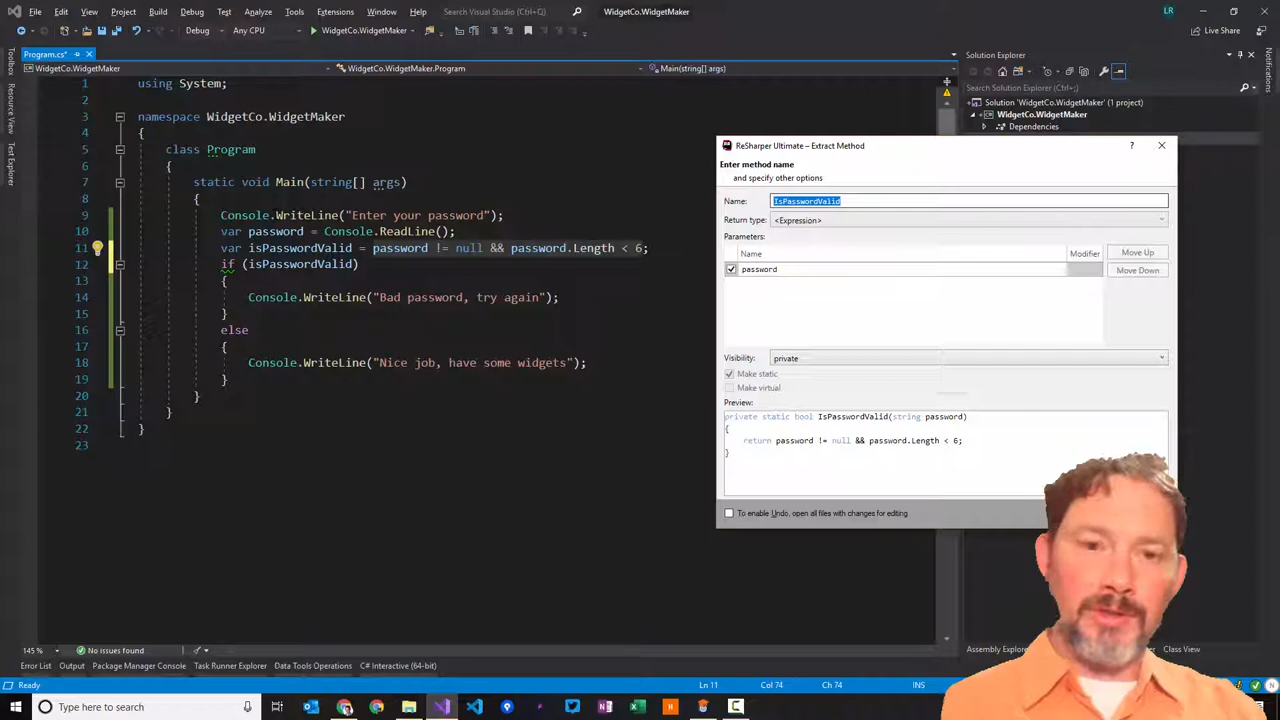 File Edit View Project Build Debug Test Analyze Tools Extensions Window Help Search Visual Studio WidgetCo.WidgetMaker LR
Debug Any CPU WidgetCo.WidgetMaker Live Share
Program.cs*
WidgetCo.WidgetMaker WidgetCo.WidgetMaker.Program Main(string[] args)
Toolbox
Resource View
Test Explorer
1 using System;
2
3 namespace WidgetCo.WidgetMaker
4 {
5 class Program
6 {
7 static void Main(string[] args)
8 {
9 Console.WriteLine("Enter your password");
10 var password = Console.ReadLine();
11 var isPasswordValid = password != null && password.Length < 6;
12 if (isPasswordValid)
13 {
14 Console.WriteLine("Bad password, try again");
15 }
16 else
17 {
18 Console.WriteLine("Nice job, have some widgets");
19 }
20 }
21 }
22 }
23
Solution Explorer
Search Solution Explorer (Ctrl+;)
Solution 'WidgetCo.WidgetMaker' (1 project)
WidgetCo.WidgetMaker
Dependencies
Notifications
ReSharper Ultimate – Extract Method ?
Enter method name
and specify other options
Name: IsPasswordValid
Return type: <Expression>
Parameters:
Name Modifier Move Up
password Move Down
Visibility: private
Make static
Make virtual
Preview:
private static bool IsPasswordValid(string password)
{
return password != null && password.Length < 6;
}
To enable Undo, open all files with changes for editing
145 % No issues found
Assembly Explorer Class View
Error List Output Package Manager Console Task Runner Explorer Data Tools Operations C# Interactive (64-bit)
Ready Ln 11 Col 74 Ch 74 INS
Type here to search